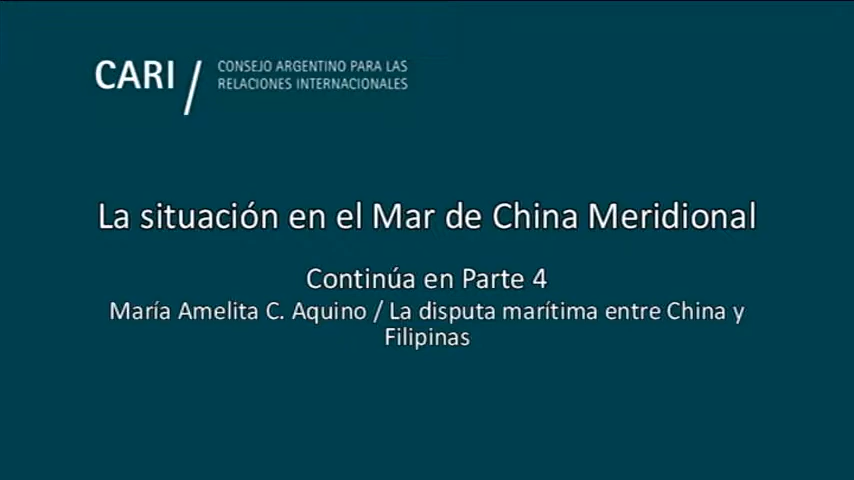 CARI /
CONSEJO ARGENTINO PARA LAS
RELACIONES INTERNACIONALES
La situación en el Mar de China Meridional
Continúa en Parte 4
María Amelita C. Aquino / La disputa marítima entre China y
Filipinas